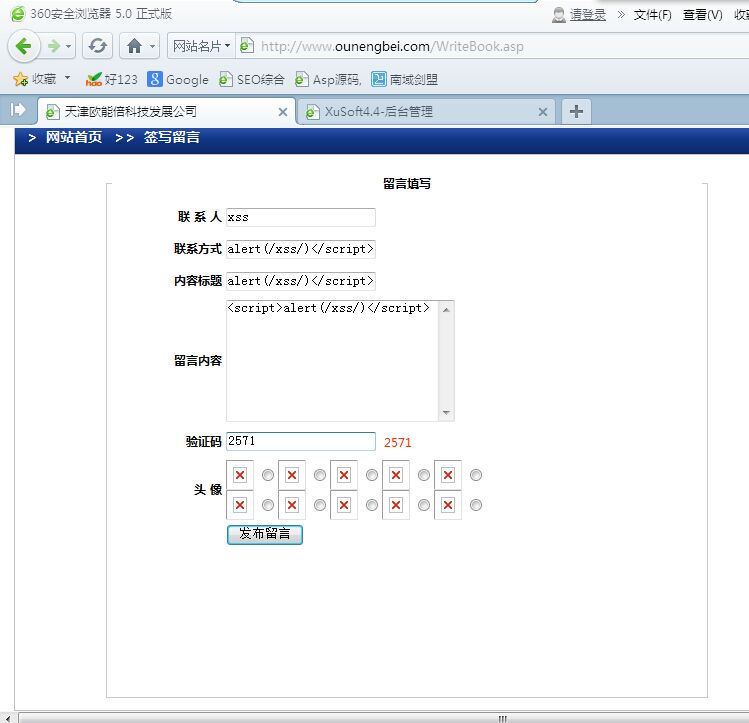 360安全浏览器 5.0 正式版
请登录 » 文件(F) 查看(V)
网站名片 http://www.ounengbei.com/WriteBook.asp
收藏 好123 Google SEO综合 Asp源码, 南域剑盟
天津欧能倍科技发展公司 XuSoft4.4-后台管理
> 网站首页 >> 签写留言
留言填写
联 系 人 xss
联系方式 alert(/xss/)</script>
内容标题 alert(/xss/)</script>
<script>alert(/xss/)</script>
留言内容
验证码 2571 2571
头 像
发布留言